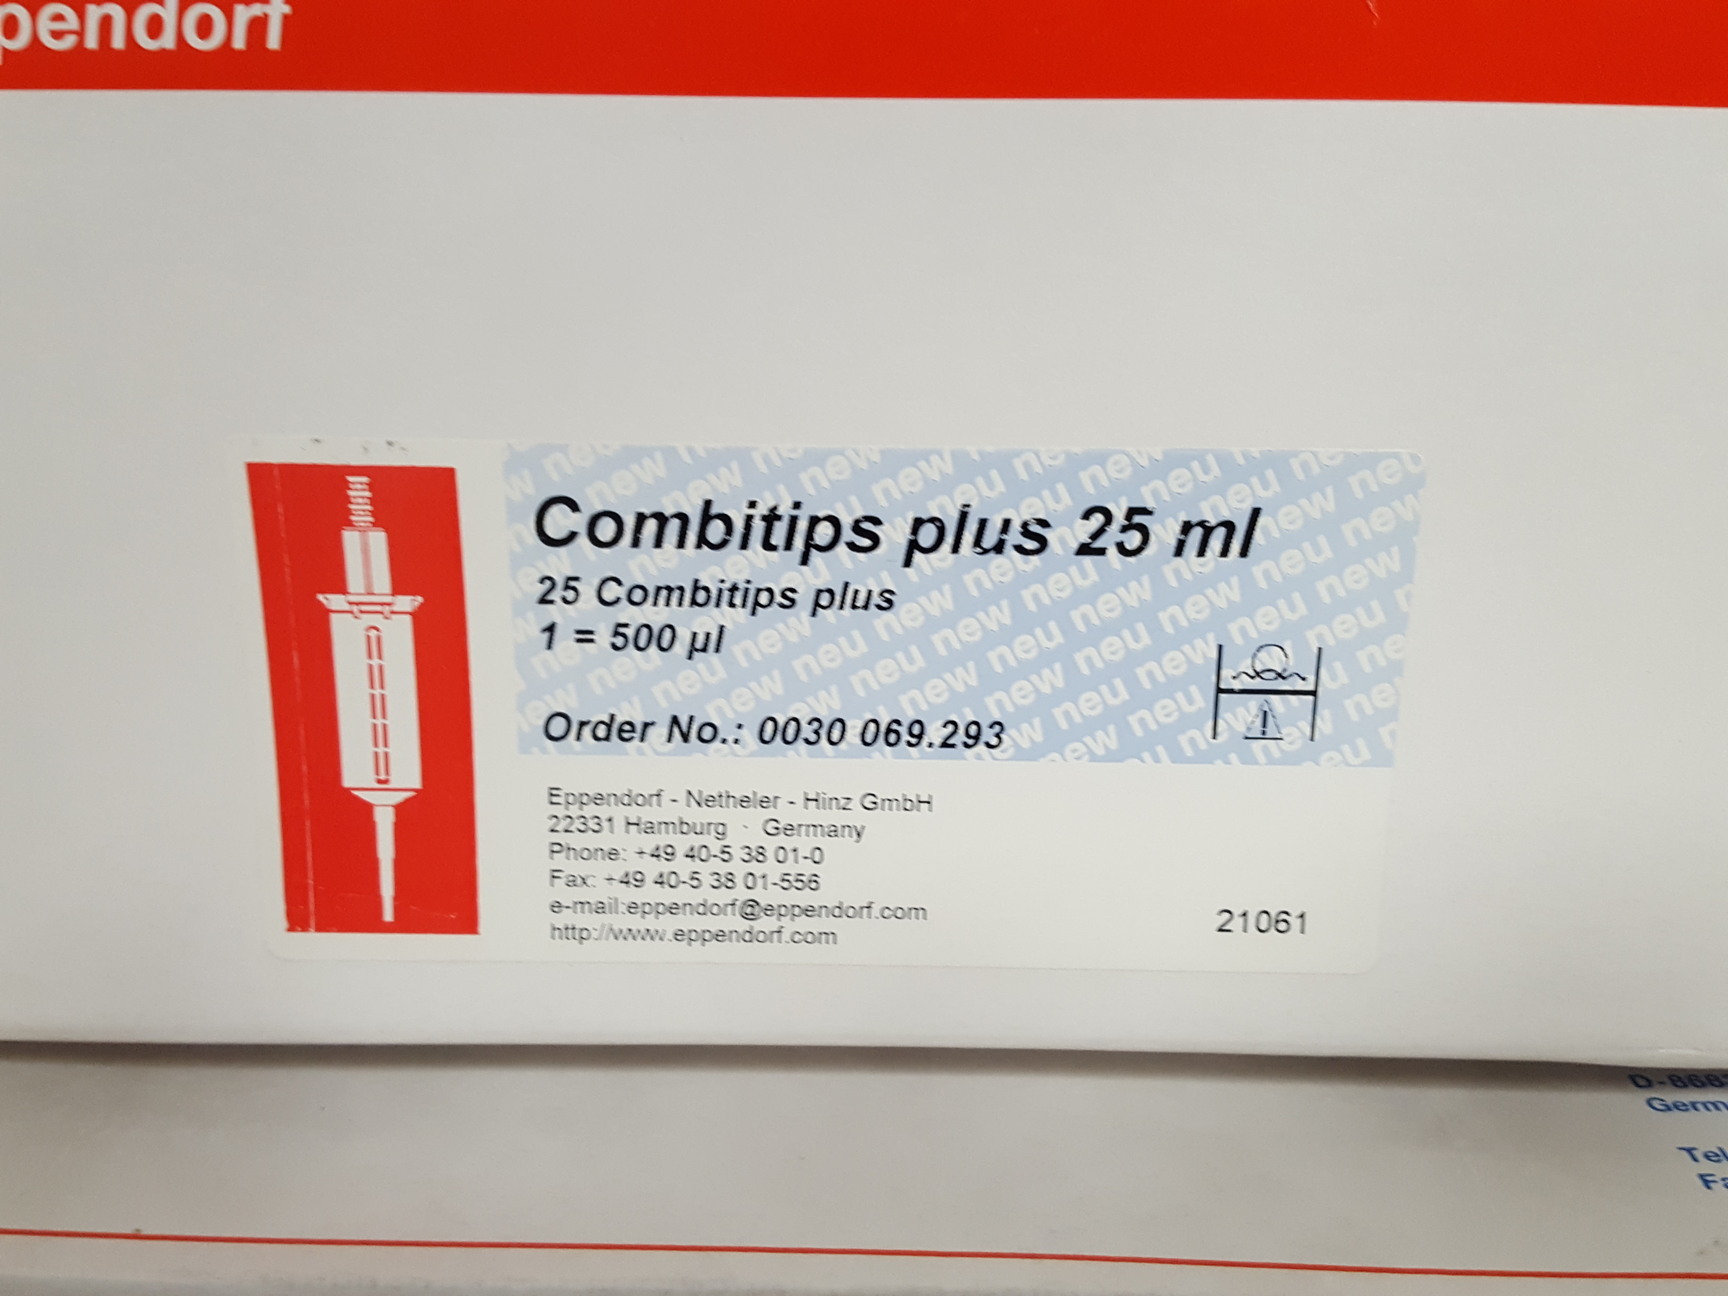 pendorf
Combitips plus 25 ml
25 Combitips plus
1 = 500 µl
Order No.: 0030 069.293
Eppendorf - Netheler - Hinz GmbH
22331 Hamburg · Germany
Phone: +49 40-5 38 01-0
Fax: +49 40-5 38 01-556
e-mail:eppendorf@eppendorf.com
http://www.eppendorf.com
21061
Germ
Tel
Fa